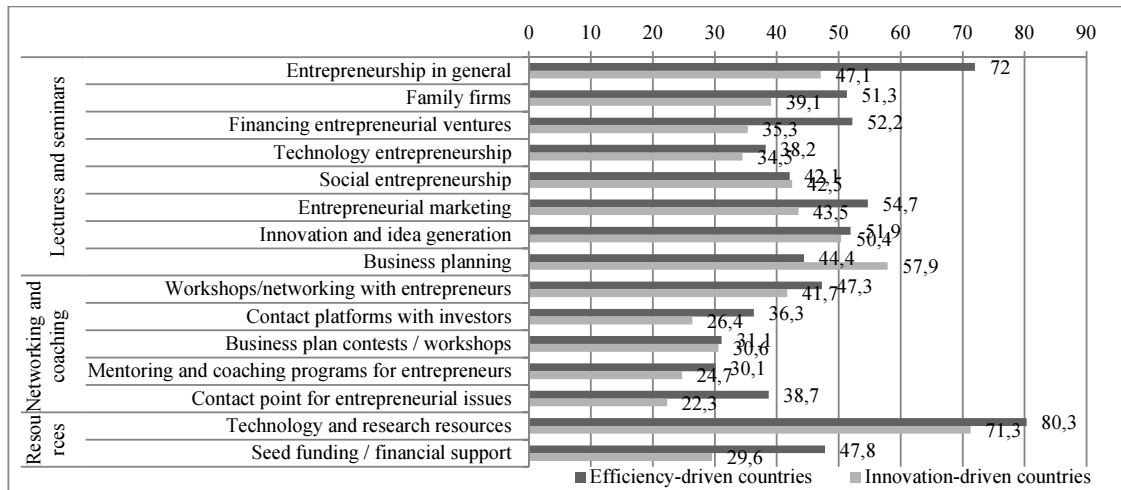 0 10 20 30 40 50 60 70 80 90
Lectures and seminars
Entrepreneurship in general 72 47,1
Family firms 51,3 39,1
Financing entrepreneurial ventures 52,2 35,3
Technology entrepreneurship 38,2 34,5
Social entrepreneurship 42,1 42,5
Entrepreneurial marketing 54,7 43,5
Innovation and idea generation 51,9 50,4
Business planning 44,4 57,9
Networking and
coaching
Workshops/networking with entrepreneurs 47,3 41,7
Contact platforms with investors 36,3 26,4
Business plan contests / workshops 31,1 30,6
Mentoring and coaching programs for entrepreneurs 30,1 24,7
Contact point for entrepreneurial issues 38,7 22,3
Resou
rces
Technology and research resources 80,3 71,3
Seed funding / financial support 47,8 29,6
Efficiency-driven countries Innovation-driven countries